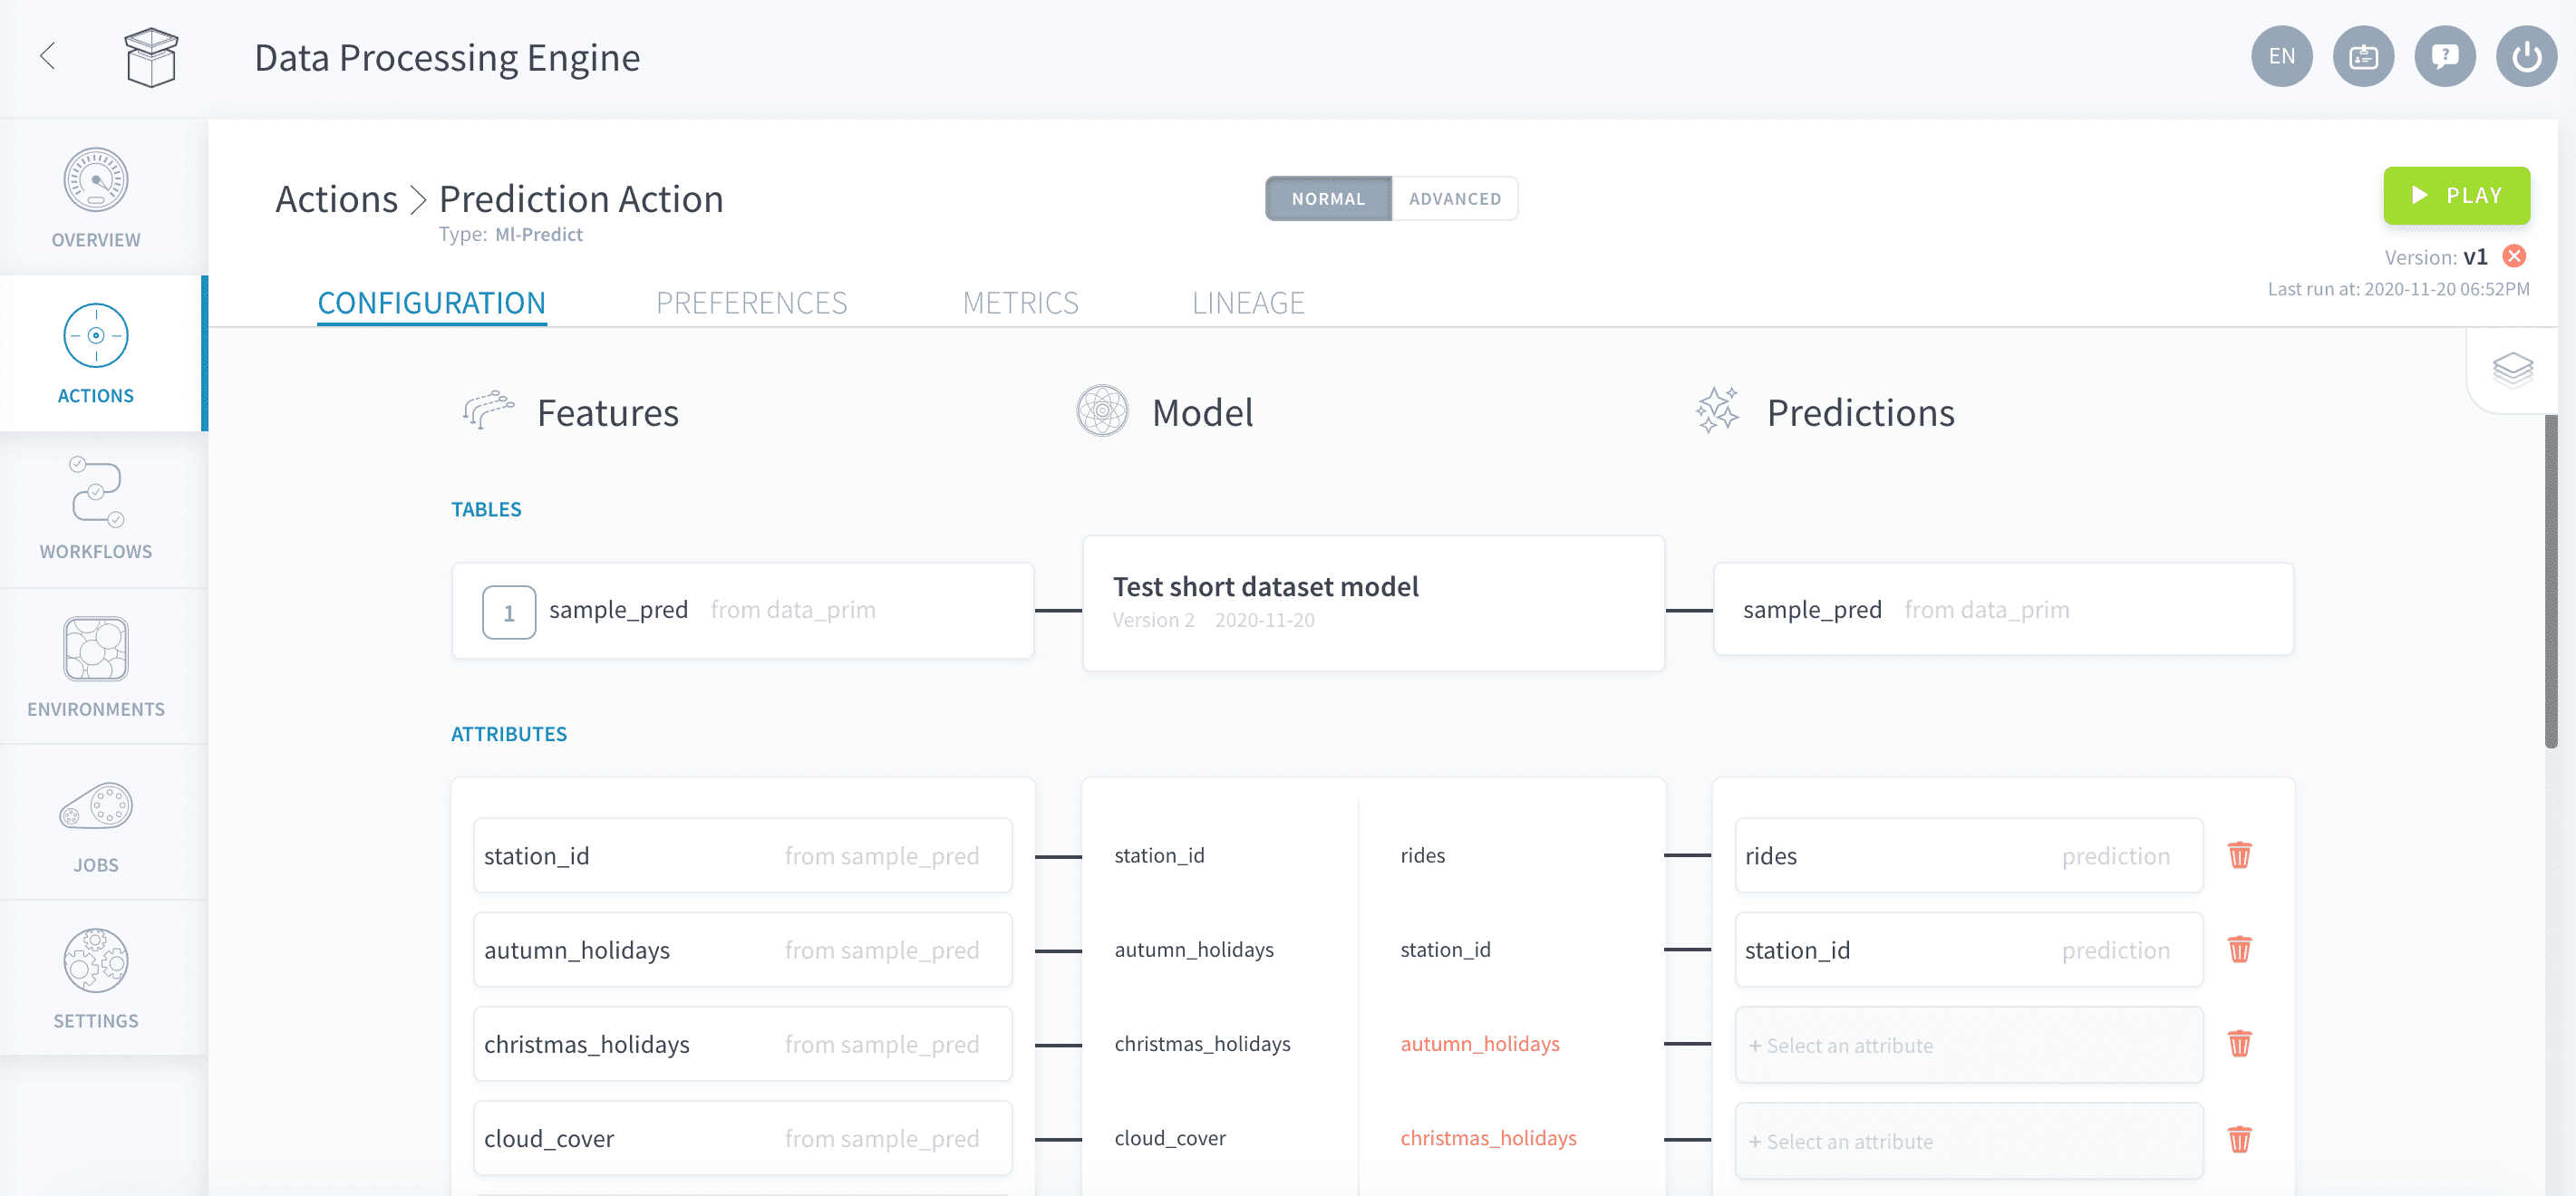 Data Processing Engine
EN
OVERVIEW
ACTIONS
WORKFLOWS
ENVIRONMENTS
JOBS
SETTINGS
Actions > Prediction Action
Type: Ml-Predict
NORMAL ADVANCED
PLAY
Version: v1
Last run at: 2020-11-20 06:52PM
CONFIGURATION PREFERENCES METRICS LINEAGE
Features Model Predictions
TABLES
1 sample_pred from data_prim
Test short dataset model
Version 2 2020-11-20
sample_pred from data_prim
ATTRIBUTES
station_id from sample_pred station_id rides rides prediction
autumn_holidays from sample_pred autumn_holidays station_id station_id prediction
christmas_holidays from sample_pred christmas_holidays autumn_holidays + Select an attribute
cloud_cover from sample_pred cloud_cover christmas_holidays + Select an attribute